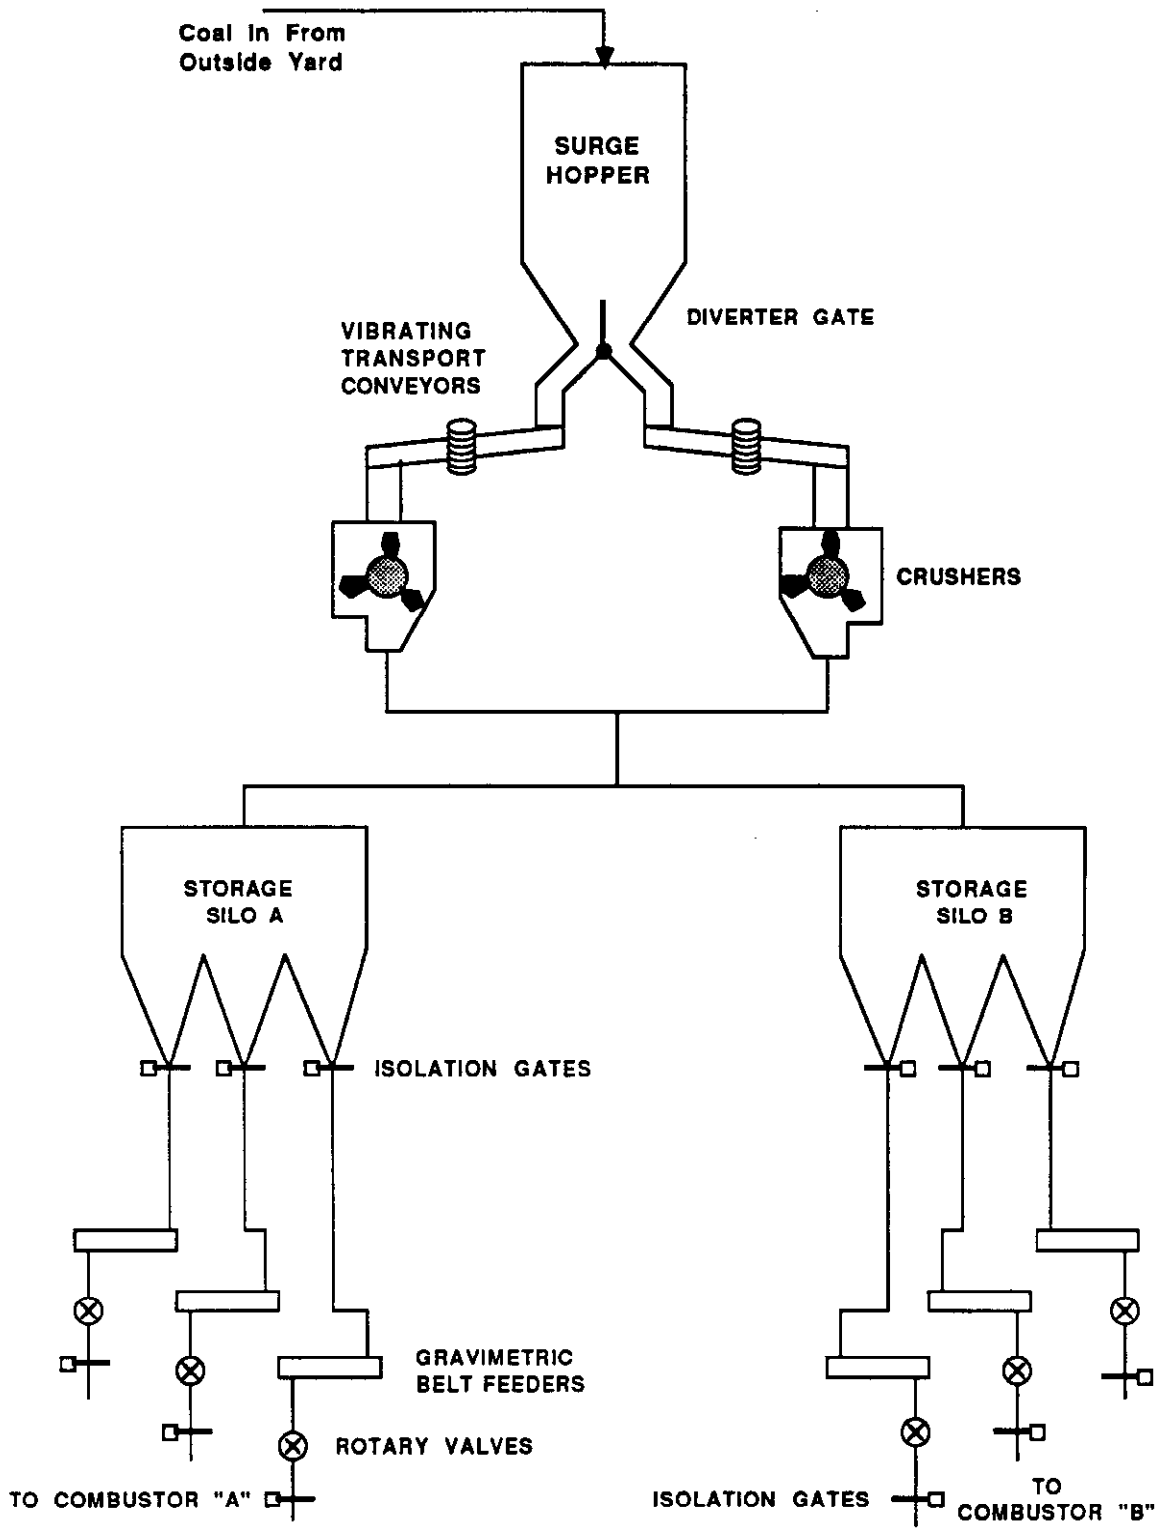 Coal In From
Outside Yard
SURGE
HOPPER
DIVERTER GATE
VIBRATING
TRANSPORT
CONVEYORS
CRUSHERS
STORAGE
SILO A
STORAGE
SILO B
ISOLATION GATES
GRAVIMETRIC
BELT FEEDERS
ROTARY VALVES
TO COMBUSTOR "A"
ISOLATION GATES
TO
COMBUSTOR "B"